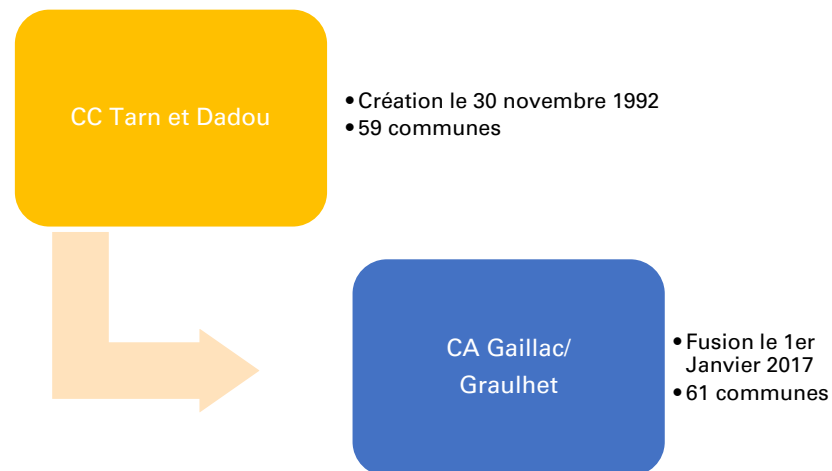 CC Tarn et Dadou
•Création le 30 novembre 1992
•59 communes
CA Gaillac/
Graulhet
•Fusion le 1er
Janvier 2017
•61 communes